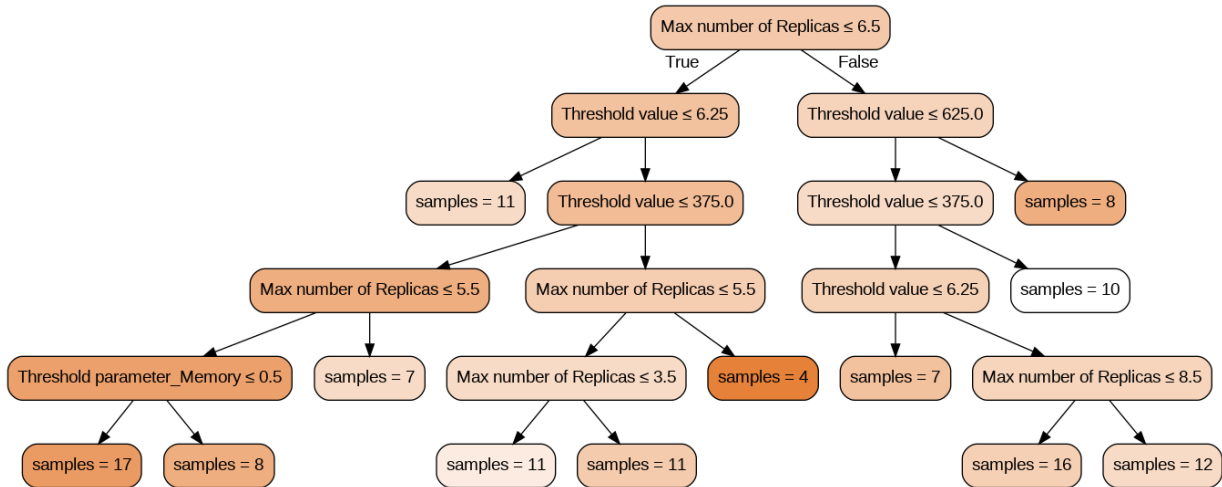 Max number of Replicas ≤ 6.5
True
False
Threshold value ≤ 6.25
Threshold value ≤ 625.0
samples = 11
Threshold value ≤ 375.0
Threshold value ≤ 375.0
samples = 8
Max number of Replicas ≤ 5.5
Max number of Replicas ≤ 5.5
Threshold value ≤ 6.25
samples = 10
Threshold parameter_Memory ≤ 0.5
samples = 7
Max number of Replicas ≤ 3.5
samples = 4
samples = 7
Max number of Replicas ≤ 8.5
samples = 17
samples = 8
samples = 11
samples = 11
samples = 16
samples = 12